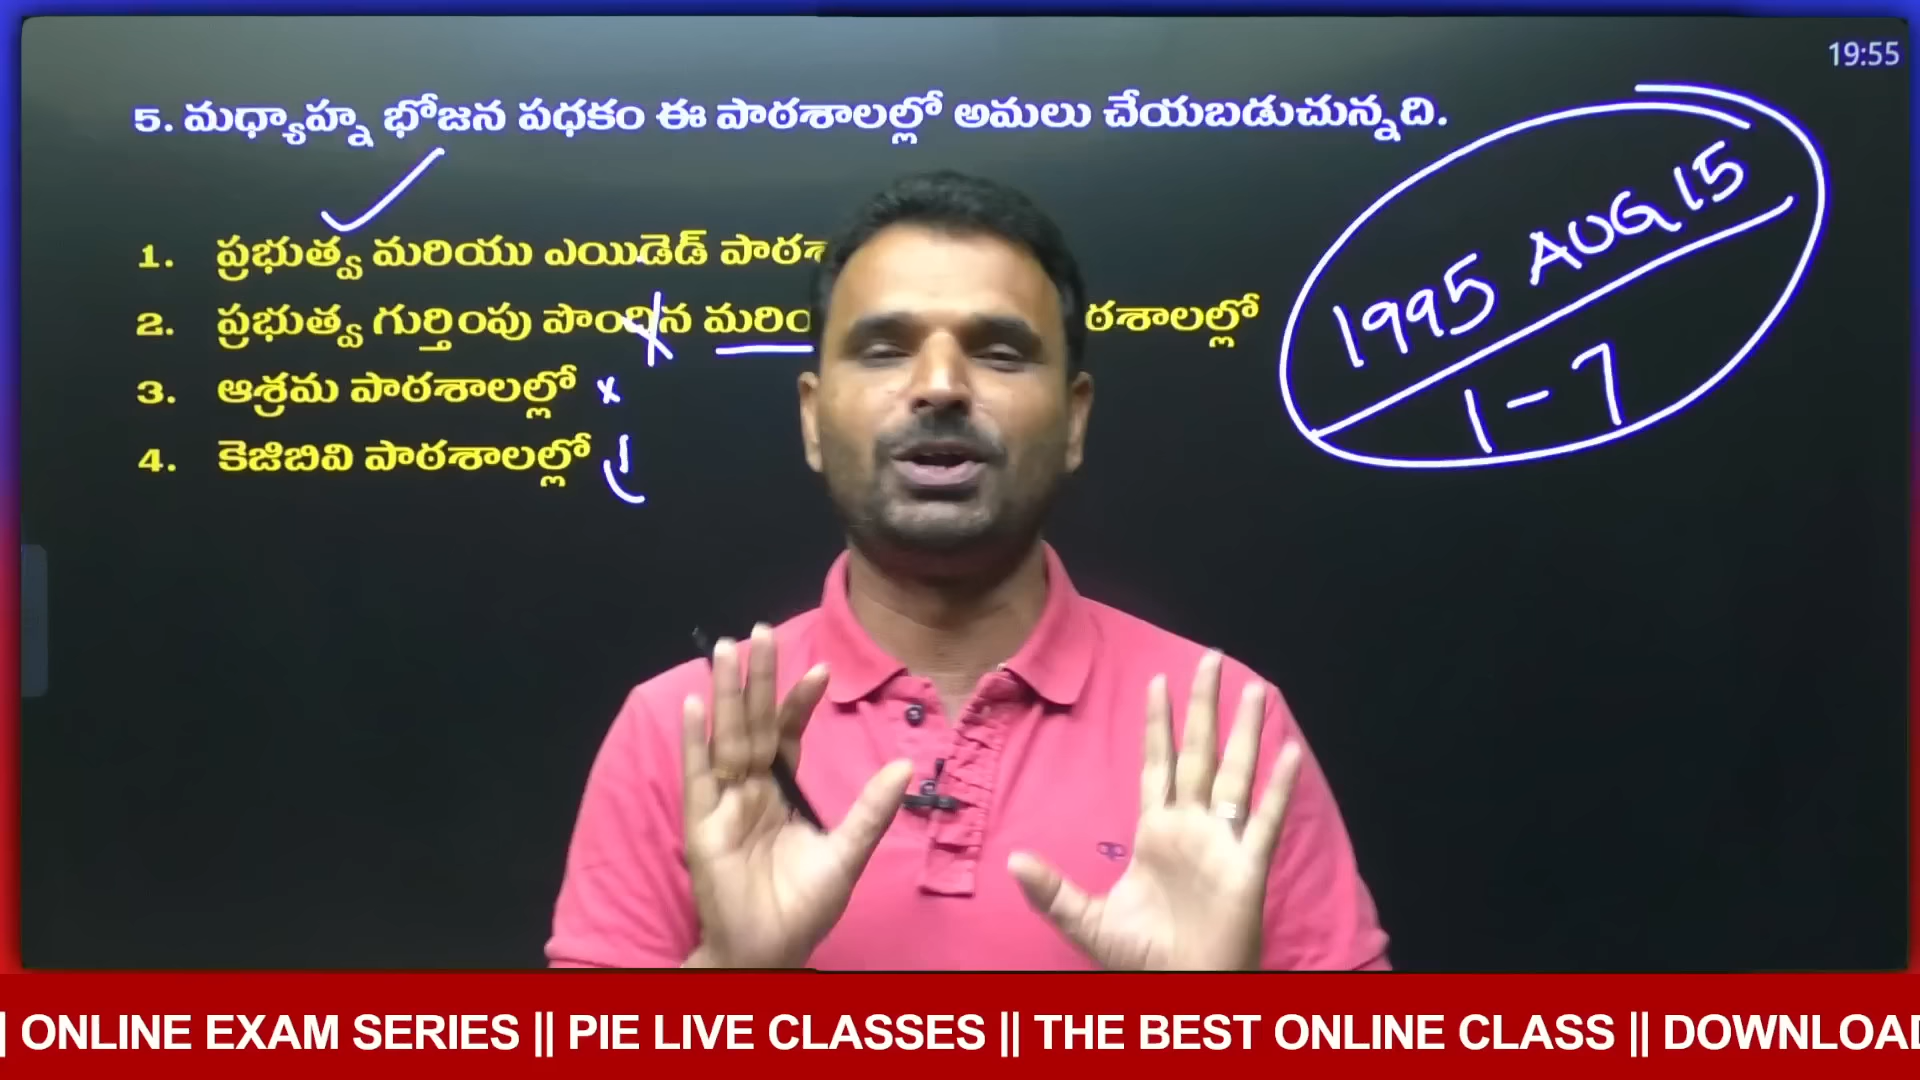 19:55
5. మధ్యాహ్న భోజన పధకం ఈ పాఠశాలల్లో అమలు చేయబడుచున్నది.
1. ప్రభుత్వ మరియు ఎయిడెడ్
2. ప్రభుత్వ గుర్తింపు పొందిన
3. ఆశ్రమ పాఠశాలల్లో x
4. కెజిబివి పాఠశాలల్లో
1995 AUG 15
1-7
|| ONLINE EXAM SERIES || PIE LIVE CLASSES || THE BEST ONLINE CLASS || DOWNLOAD